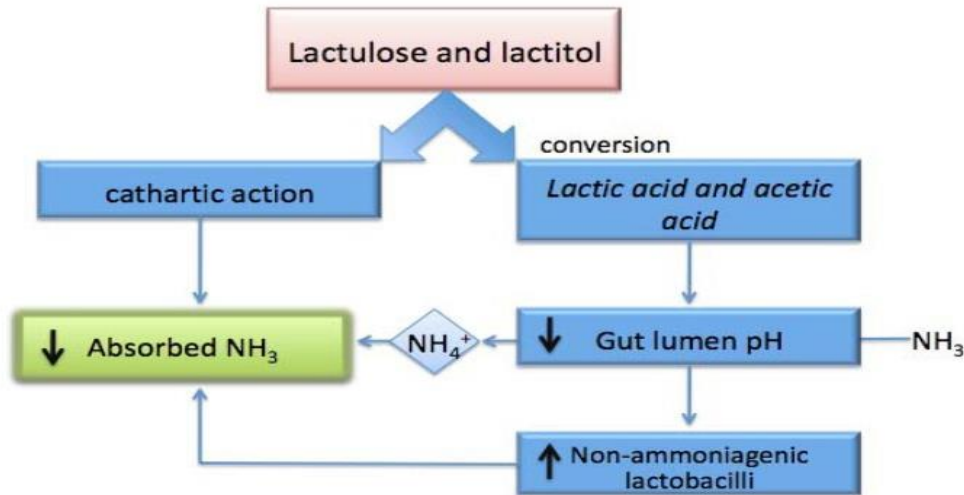 Lactulose and lactitol
conversion
cathartic action
Lactic acid and acetic
acid
↓ Absorbed NH₃
NH₄⁺
↓ Gut lumen pH
NH₃
↑ Non-ammoniagenic
lactobacilli